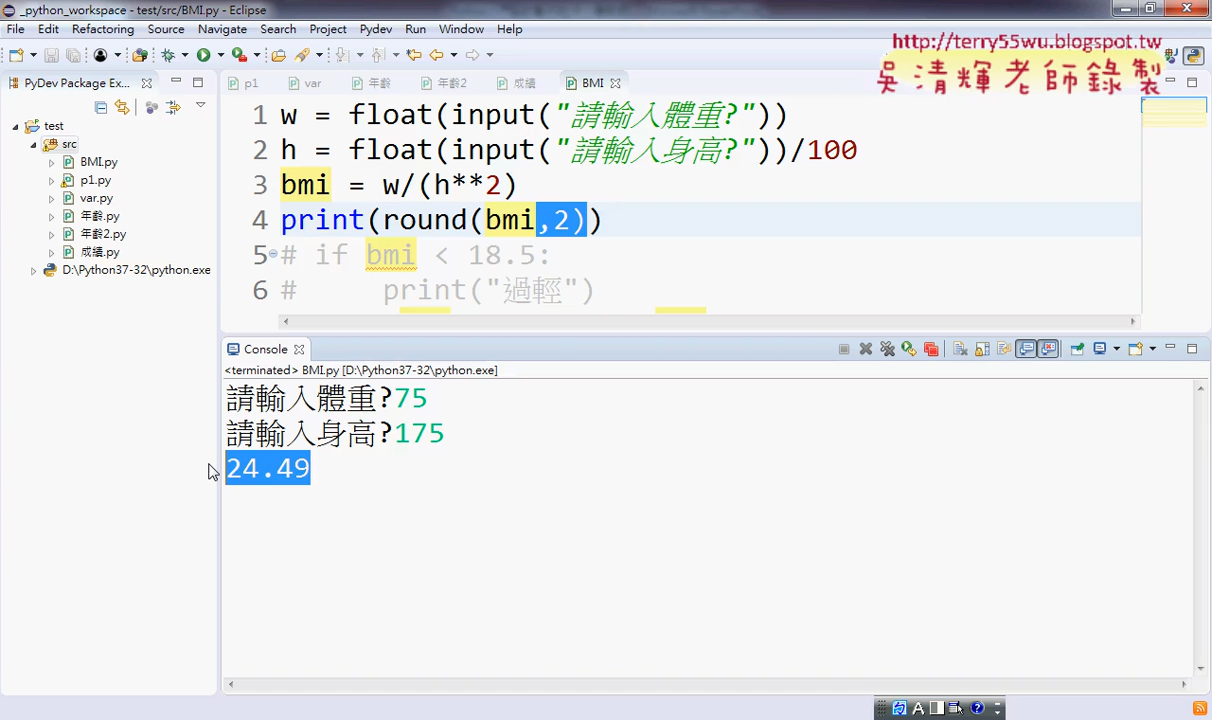 _python_workspace - test/src/BMI.py - Eclipse
File Edit Refactoring Source Navigate Search Project Pydev Run Window Help
http://terry55wu.blogspot.tw
吳清輝老師錄製
PyDev Package Ex...
p1 var 年齡 年齡2 成績 BMI
test
src
BMI.py
p1.py
var.py
年齡.py
年齡2.py
成績.py
D:\Python37-32\python.exe
1 w = float(input("請輸入體重?"))
2 h = float(input("請輸入身高?"))/100
3 bmi = w/(h**2)
4 print(round(bmi,2))
5 # if bmi < 18.5:
6 #     print("過輕")
Console
<terminated> BMI.py [D:\Python37-32\python.exe]
請輸入體重?75
請輸入身高?175
24.49